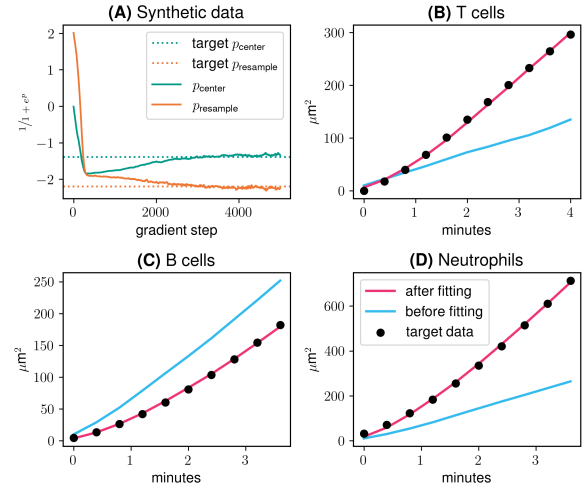 (A) Synthetic data
2
1
0
−1
−2
1/1 + e^p
0
2000
4000
gradient step
target p_center
target p_resample
p_center
p_resample
(B) T cells
300
200
100
0
μm²
0
1
2
3
4
minutes
(C) B cells
250
200
150
100
50
0
μm²
0
1
2
3
minutes
(D) Neutrophils
600
400
200
0
μm²
0
1
2
3
minutes
after fitting
before fitting
target data